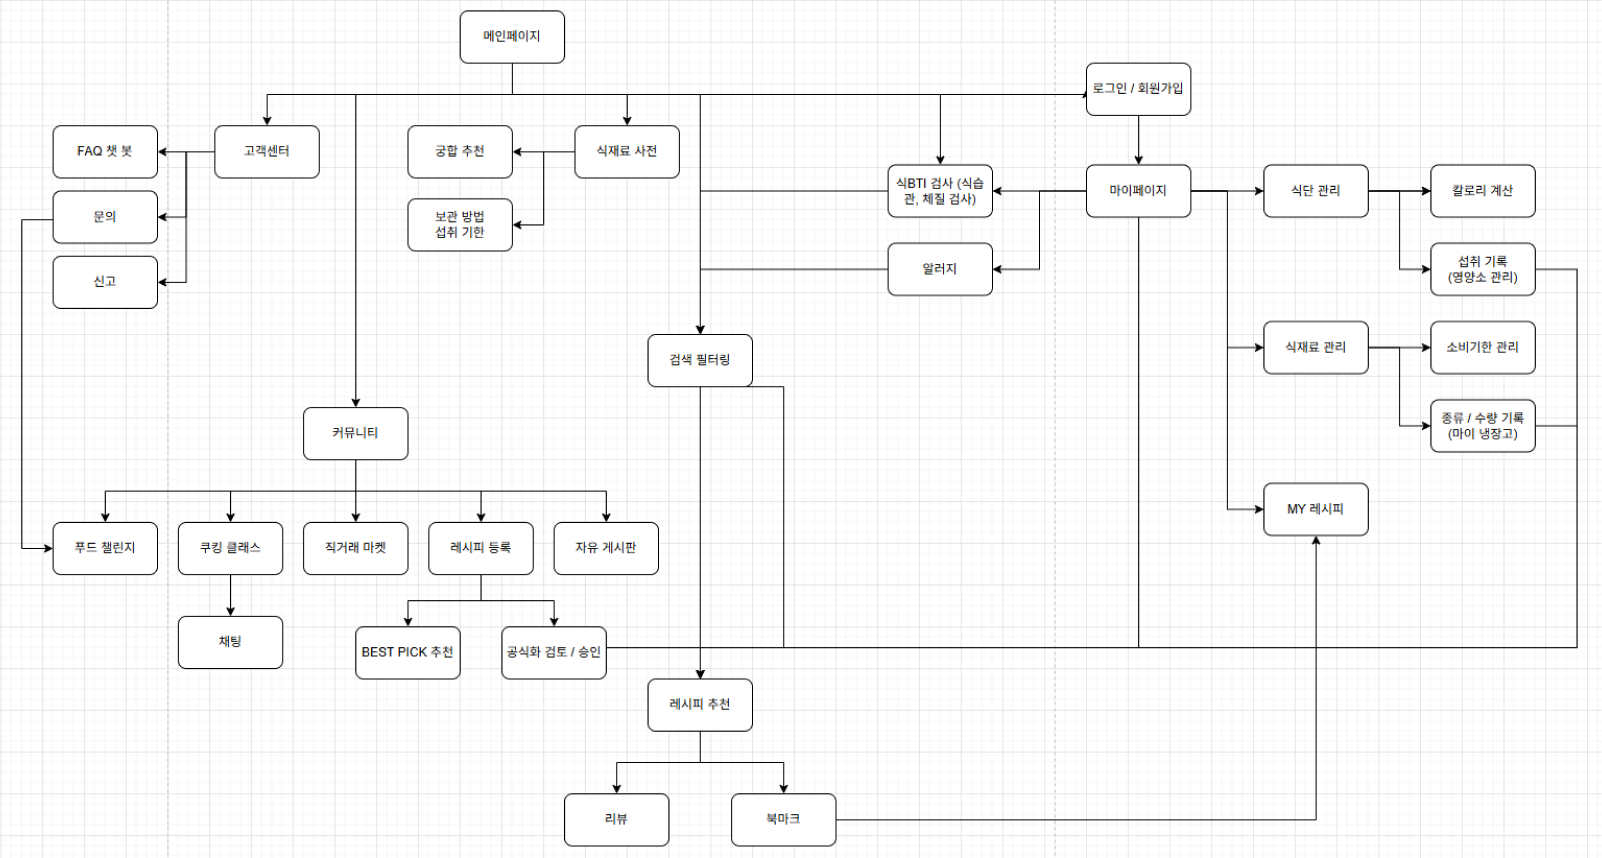 메인페이지
로그인 / 회원가입
FAQ 챗 봇
고객센터
궁합 추천
식재료 사전
식BTI 검사 (식습
관, 체질 검사)
마이페이지
식단 관리
칼로리 계산
문의
보관 방법
섭취 기한
신고
알러지
섭취 기록
(영양소 관리)
검색 필터링
식재료 관리
소비기한 관리
커뮤니티
종류 / 수량 기록
(마이 냉장고)
MY 레시피
푸드 챌린지
쿠킹 클래스
직거래 마켓
레시피 등록
자유 게시판
채팅
BEST PICK 추천
공식화 검토 / 승인
레시피 추천
리뷰
북마크